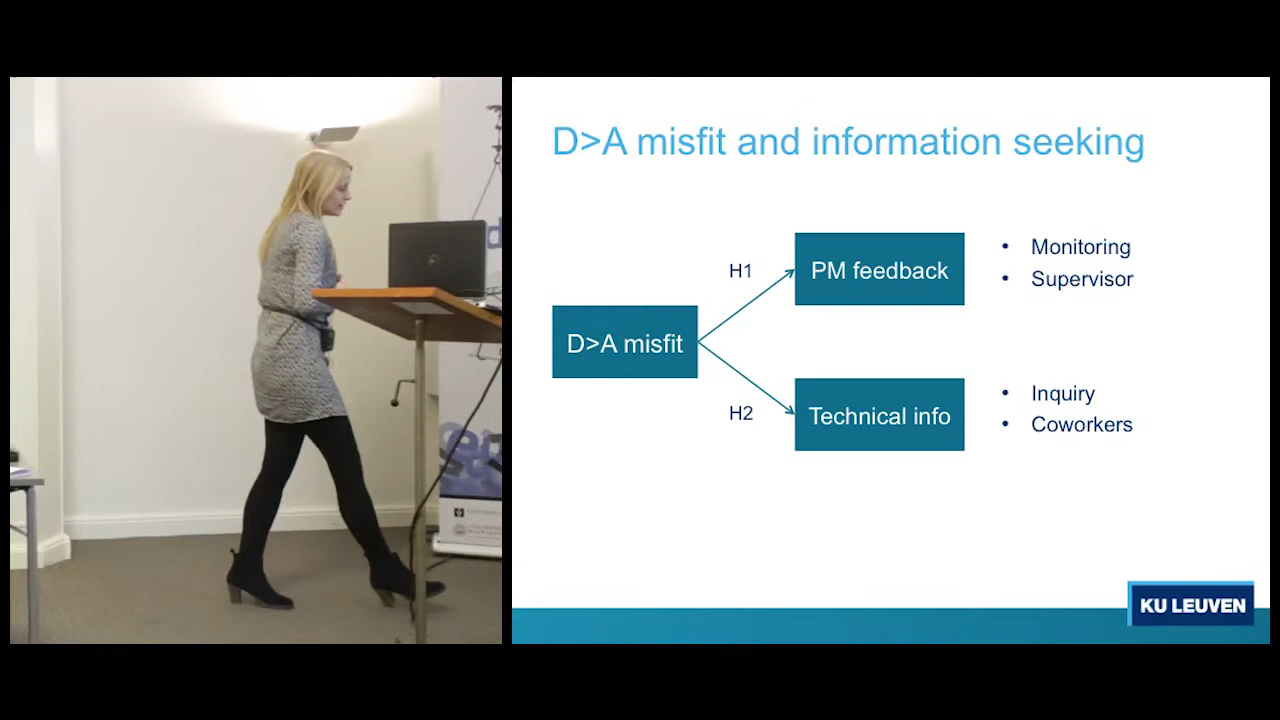 D>A misfit and information seeking
H1
PM feedback
• Monitoring
• Supervisor
D>A misfit
H2
Technical info
• Inquiry
• Coworkers
KU LEUVEN